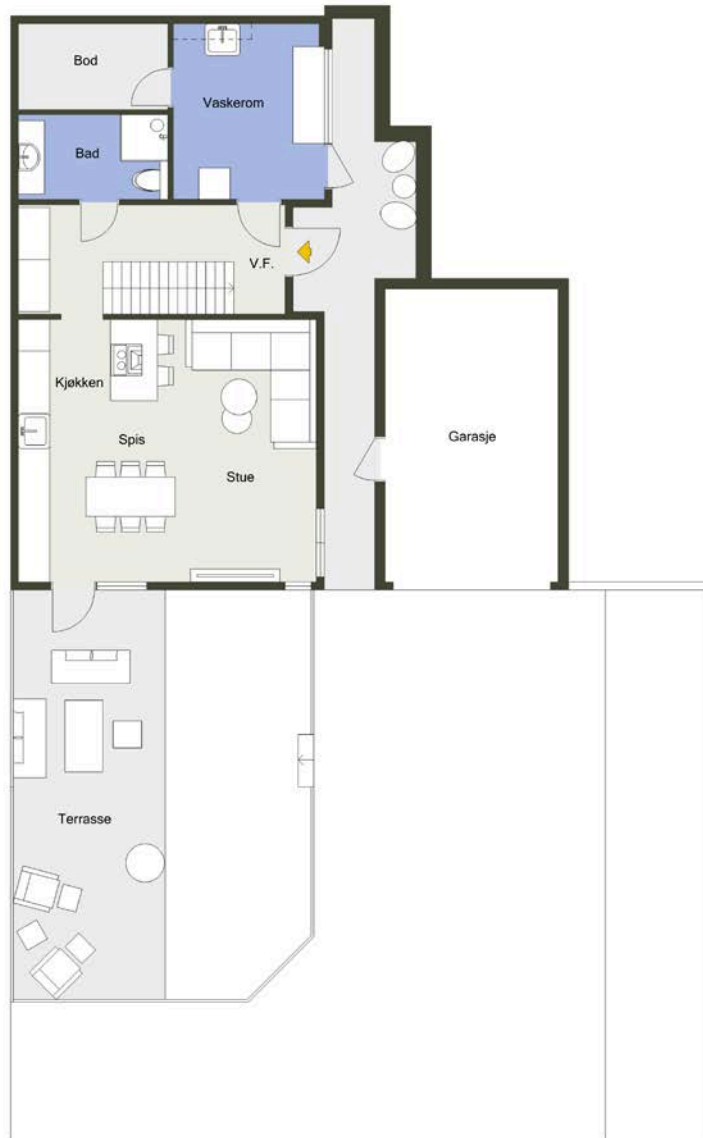 Bod
Vaskerom
Bad
V.F.
Kjøkken
Spis
Garasje
Stue
Terrasse